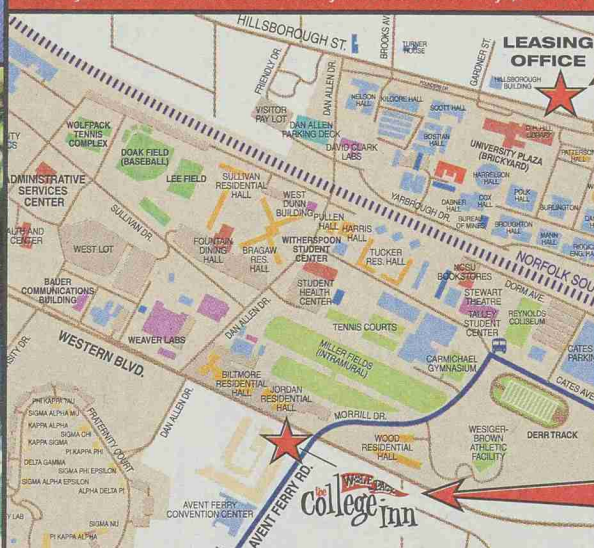 HILLSBOROUGH ST.
BROOKS AV
TURNER
HOUSE
GARDNER ST.
LEASING
OFFICE
HILLSBOROUGH
BUILDING
FRIENDLY DR.
DAN ALLEN DR.
VISITOR
PAY LOT
DAN ALLEN
PARKING DECK
DAVID CLARK
LABS
NELSON
HALL
KILGORE HALL
SCOTT HALL
BOSTIAN
HALL
D.H. HILL
LIBRARY
UNIVERSITY PLAZA
(BRICKYARD)
PATTERSON
HALL
HARRELSON
HALL
YARBROUGH DR.
DABNEY
HALL
COX
HALL
POLK
HALL
BUREAU
OF MINES
BROUGHTON
HALL
BURLINGTON
MANN
HALL
WOLFPACK
TENNIS
COMPLEX
DOAK FIELD
(BASEBALL)
LEE FIELD
ADMINISTRATIVE
SERVICES
CENTER
SULLIVAN
RESIDENTIAL
HALL
WEST
DUNN
BUILDING
PULLEN
HALL
HARRIS
HALL
SULLIVAN DR.
WEST LOT
FOUNTAIN
DINING
HALL
BRAGAW
RES.
HALL
WITHERSPOON
STUDENT
CENTER
TUCKER
RES. HALL
NORFOLK SOU
NCSU
BOOKSTORES
DORM AVE.
STEWART
THEATRE
TALLEY
STUDENT
CENTER
REYNOLDS
COLISEUM
BAUER
COMMUNICATIONS
BUILDING
STUDENT
HEALTH
CENTER
WEAVER LABS
DAN ALLEN DR.
TENNIS COURTS
MILLER FIELDS
(INTRAMURAL)
CARMICHAEL
GYMNASIUM
CATES
PARKIN
CATES AVE
WESTERN BLVD.
BILTMORE
RESIDENTIAL
HALL
JORDAN
RESIDENTIAL
HALL
MORRILL DR.
WOOD
RESIDENTIAL
HALL
WESIGER-
BROWN
ATHLETIC
FACILITY
DERR TRACK
DAN ALLEN DR.
FRATERNITY COURT
PHI KAPPA TAU
SIGMA ALPHA MU
KAPPA ALPHA
SIGMA CHI
KAPPA SIGMA
PI KAPPA PHI
DELTA GAMMA
SIGMA PHI EPSILON
SIGMA ALPHA EPSILON
ALPHA DELTA PI
SIGMA NU
PI KAPPA ALPHA
Y LAB
AVENT FERRY
CONVENTION CENTER
AVENT FERRY RD.
the
WOLF PACK
College Inn